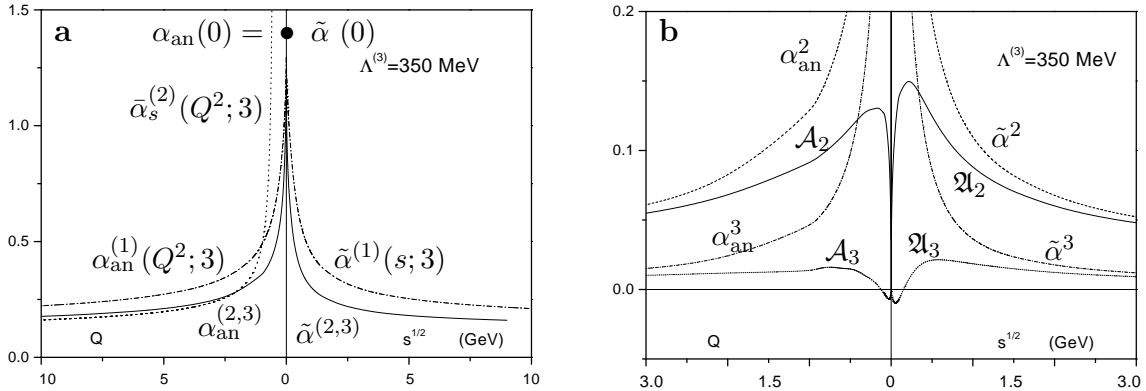 a
α_an(0) = α̃ (0)
Λ^(3)=350 MeV
ᾱ_s^(2)(Q²; 3)
α_an^(1)(Q²; 3)
α̃^(1)(s; 3)
α_an^(2,3)
α̃^(2,3)
1.5
1.0
0.5
0.0
Q
s^1/2
(GeV)
10 5 0 5 10
b
Λ^(3)=350 MeV
α_an^2
𝒜_2
α̃^2
𝔄_2
α_an^3
𝒜_3
𝔄_3
α̃^3
0.2
0.1
0.0
Q
s^1/2
(GeV)
3.0 1.5 0 1.5 3.0